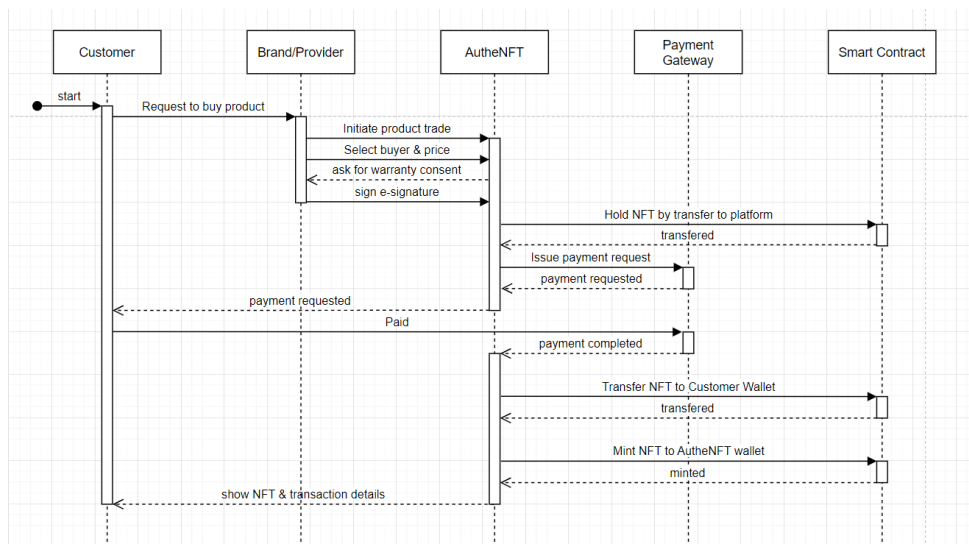 Customer
Brand/Provider
AutheNFT
Payment
Gateway
Smart Contract
start
Request to buy product
Initiate product trade
Select buyer & price
ask for warranty consent
sign e-signature
Hold NFT by transfer to platform
transfered
Issue payment request
payment requested
payment requested
Paid
payment completed
Transfer NFT to Customer Wallet
transfered
Mint NFT to AutheNFT wallet
minted
show NFT & transaction details